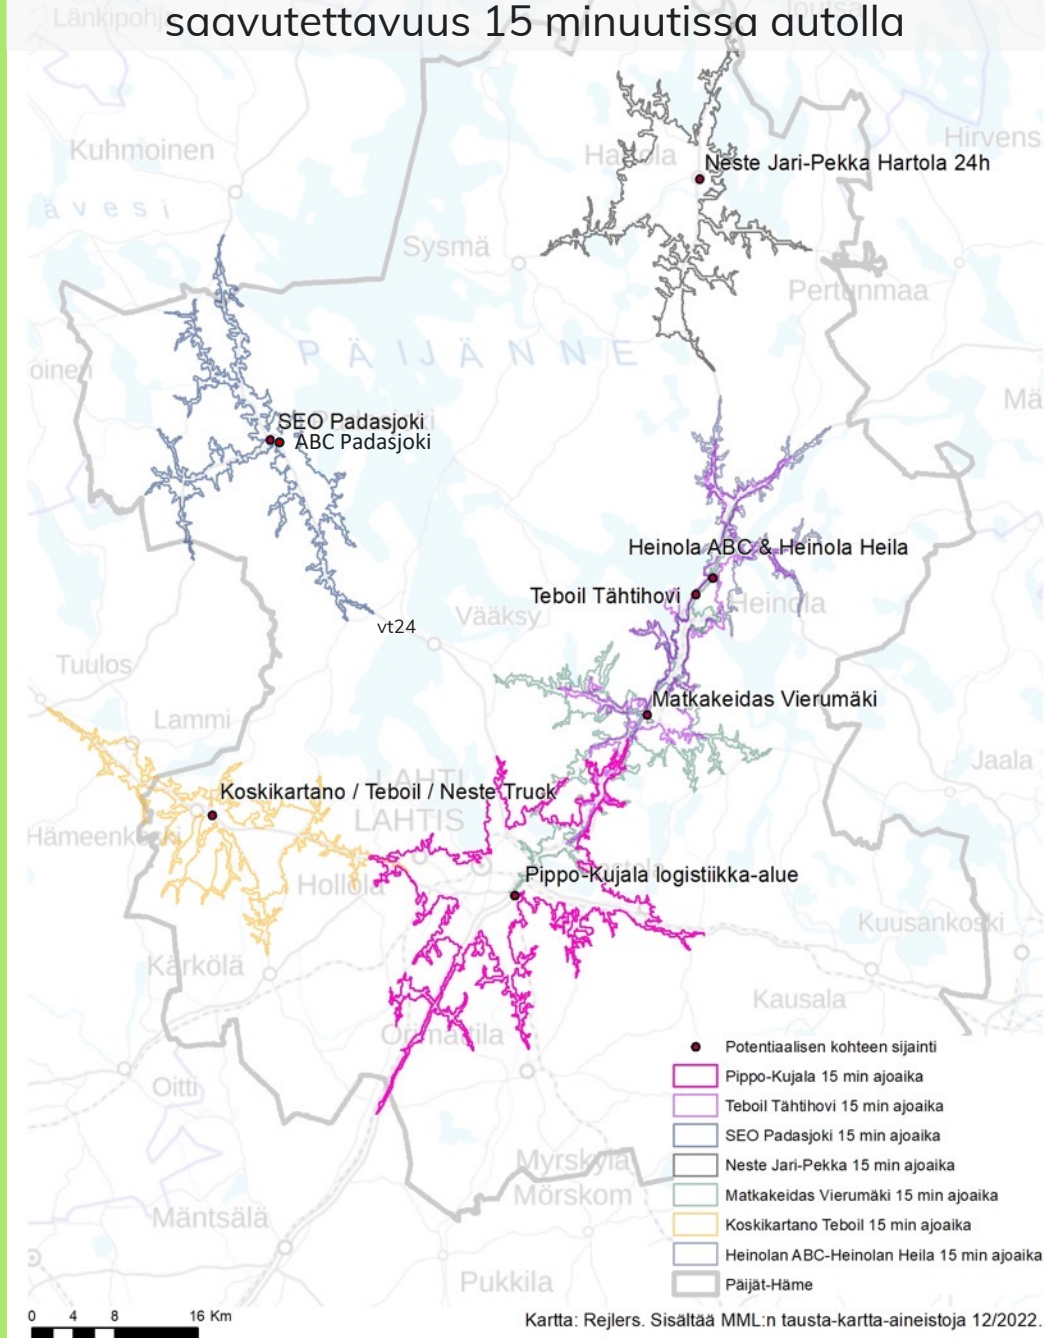 saavutettavuus 15 minuutissa autolla
Länkipohja
Joutsa
Kuhmoinen
Hirvens
Hartola
Neste Jari-Pekka Hartola 24h
ävesi
Sysmä
Pertunmaa
PÄIJÄNNE
oinen
Mä
SEO Padasjoki
ABC Padasjoki
Heinola ABC & Heinola Heila
Teboil Tähtihovi
Heinola
Vääksy
vt24
Tuulos
Matkakeidas Vierumäki
Lammi
Jaala
LAHTI
Koskikartano / Teboil / Neste Truck
LAHTIS
Hämeenkoski
Pippo-Kujala logistiikka-alue
Hollola
Kuusankoski
Kärkölä
Kausala
Orimattila
Oitti
Potentiaalisen kohteen sijainti
Pippo-Kujala 15 min ajoaika
Teboil Tähtihovi 15 min ajoaika
SEO Padasjoki 15 min ajoaika
Neste Jari-Pekka 15 min ajoaika
Matkakeidas Vierumäki 15 min ajoaika
Koskikartano Teboil 15 min ajoaika
Heinolan ABC-Heinolan Heila 15 min ajoaika
Päijät-Häme
Myrskylä
Mörskom
Mäntsälä
Pukkila
0 4 8 16 Km
Kartta: Rejlers. Sisältää MML:n tausta-kartta-aineistoja 12/2022.